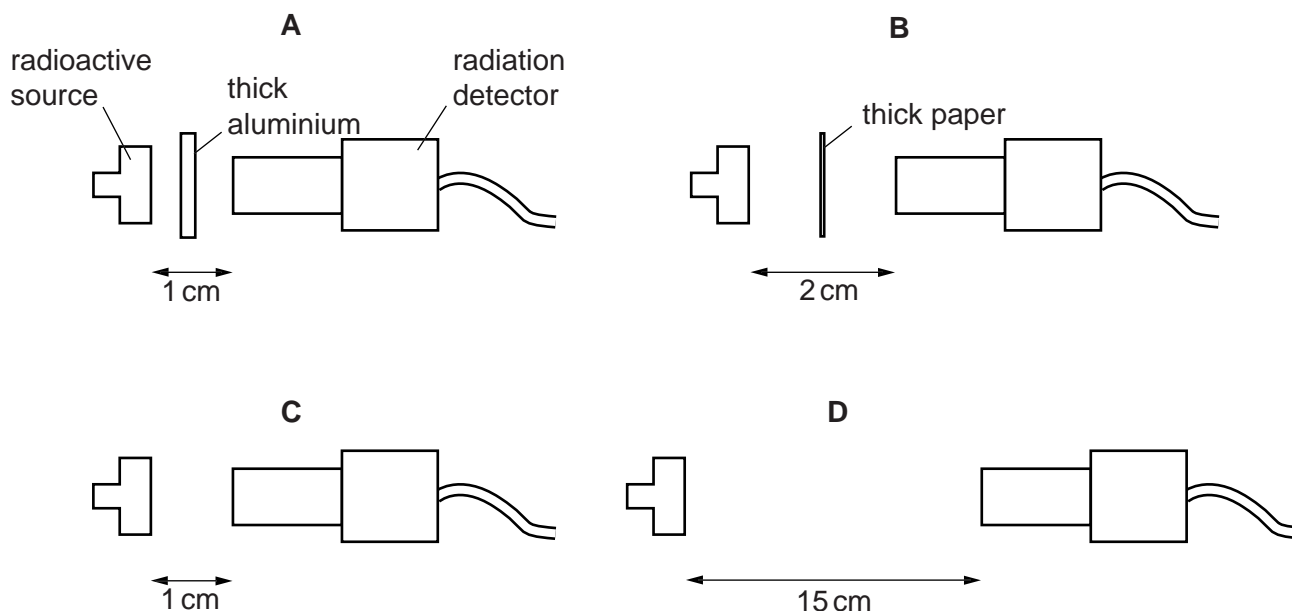 A
radioactive
source
thick
aluminium
radiation
detector
1 cm
B
thick paper
2 cm
C
1 cm
D
15 cm